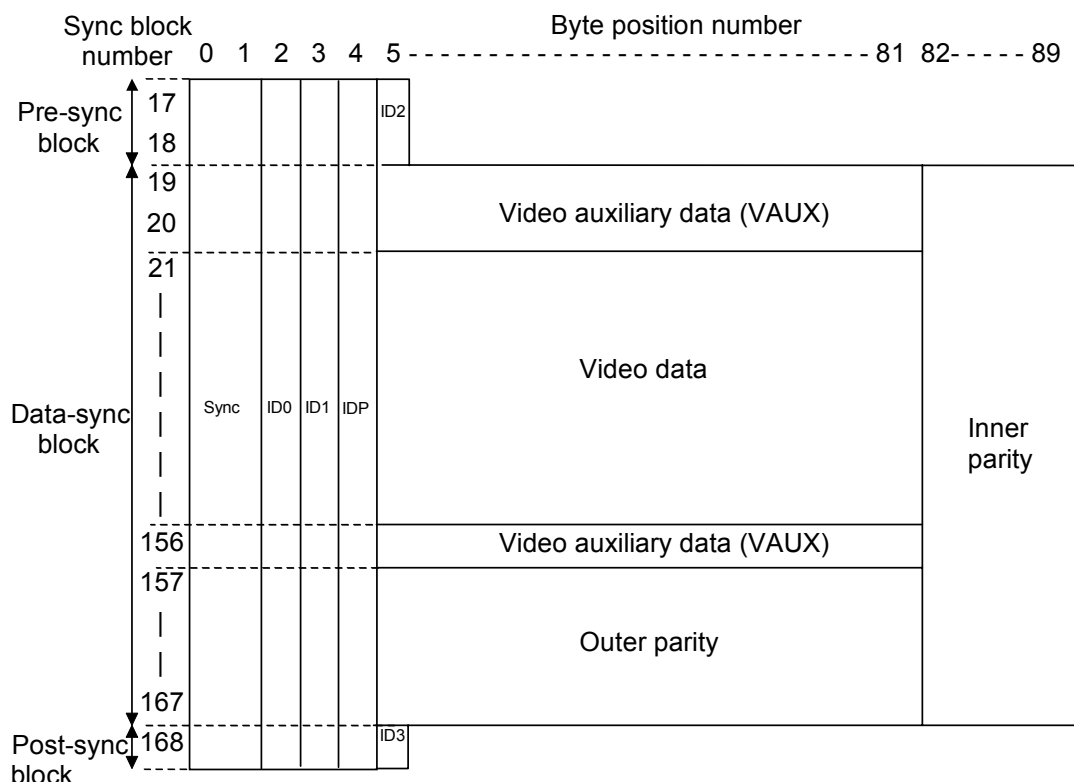 Sync block number
Byte position number
0 1 2 3 4 5 - - - - - - - - - - - - - - - - - - - - - - - - - - - - - - - - - - - - - - - - - - - 81 82 - - - - - - - 89
Pre-sync block
17
18
ID2
19
20
Video auxiliary data (VAUX)
21
Video data
Data-sync block
Sync ID0 ID1 IDP
Inner parity
156
Video auxiliary data (VAUX)
157
Outer parity
167
Post-sync block
168
ID3